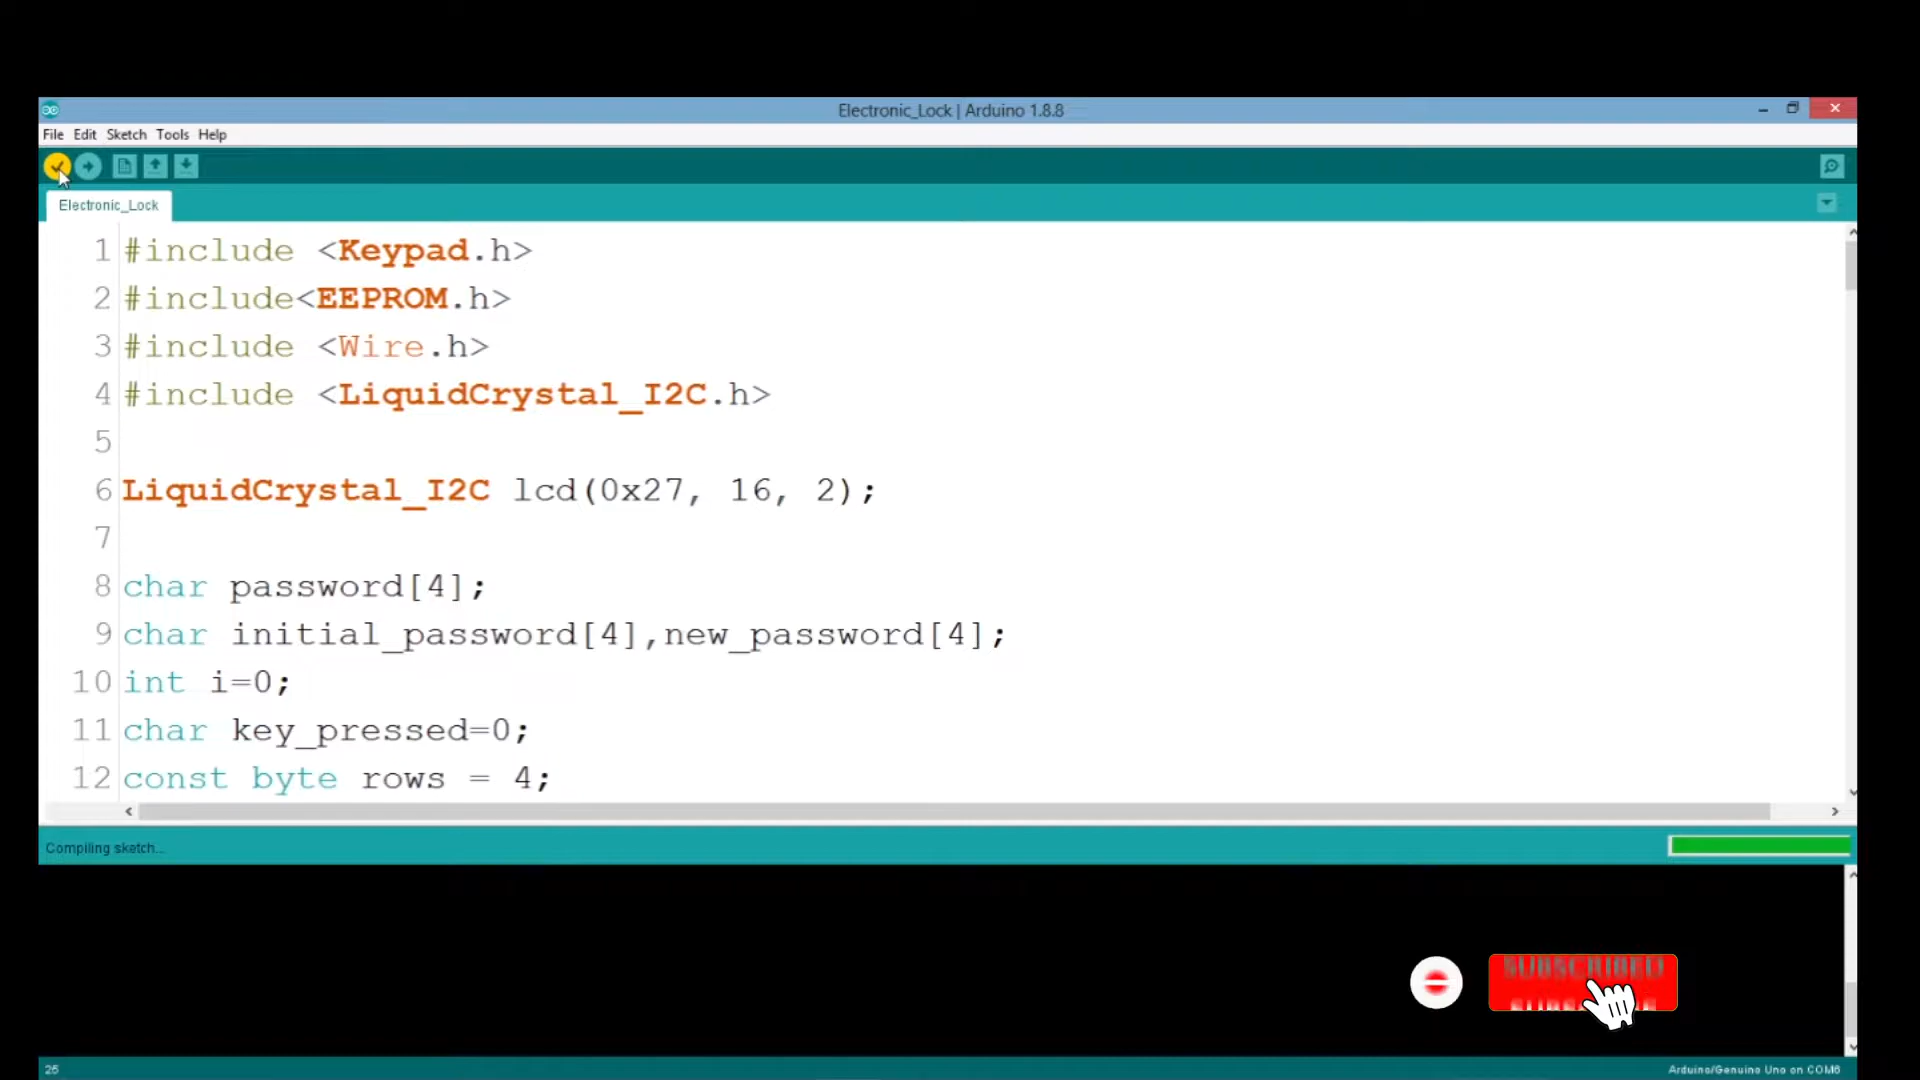 Electronic_Lock | Arduino 1.8.8
File Edit Sketch Tools Help
Electronic_Lock
1 #include <Keypad.h>
2 #include<EEPROM.h>
3 #include <Wire.h>
4 #include <LiquidCrystal_I2C.h>
5
6 LiquidCrystal_I2C lcd(0x27, 16, 2);
7
8 char password[4];
9 char initial_password[4],new_password[4];
10 int i=0;
11 char key_pressed=0;
12 const byte rows = 4;
Compiling sketch...
SUBSCRIBED
25
Arduino/Genuino Uno on COM6